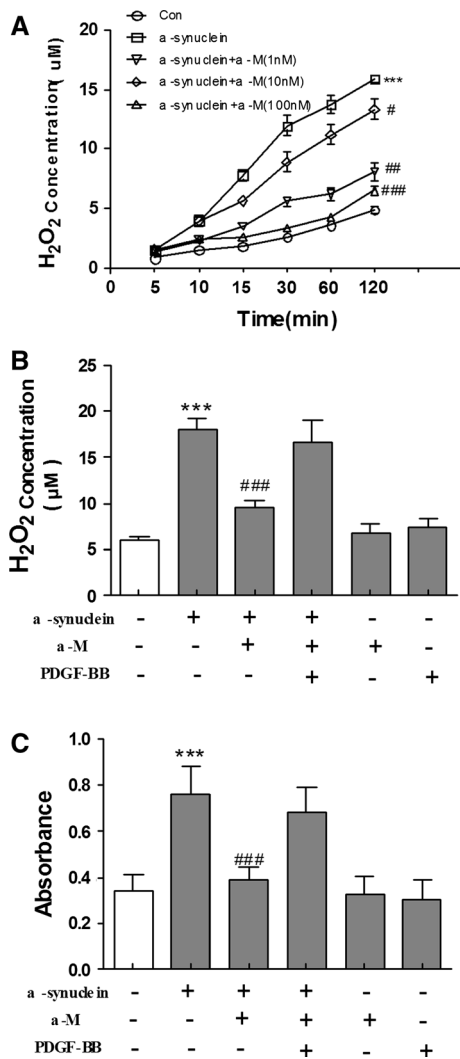 A
Con
a -synuclein
a -synuclein+a -M(1nM)
a -synuclein+a -M(10nM)
a -synuclein+a -M(100nM)
H2O2 Concentration( uM)
20
15
10
5
0
***
#
##
###
0 5 10 15 30 60 120
Time(min)
B
H2O2 Concentration
( µM )
25
20
15
10
5
0
***
###
a -synuclein - + + + - -
a-M - - + + + -
PDGF-BB - - - + - +
C
Absorbance
1.0
0.8
0.6
0.4
0.2
0.0
***
###
a -synuclein - + + + - -
a-M - - + + + -
PDGF-BB - - - + - +